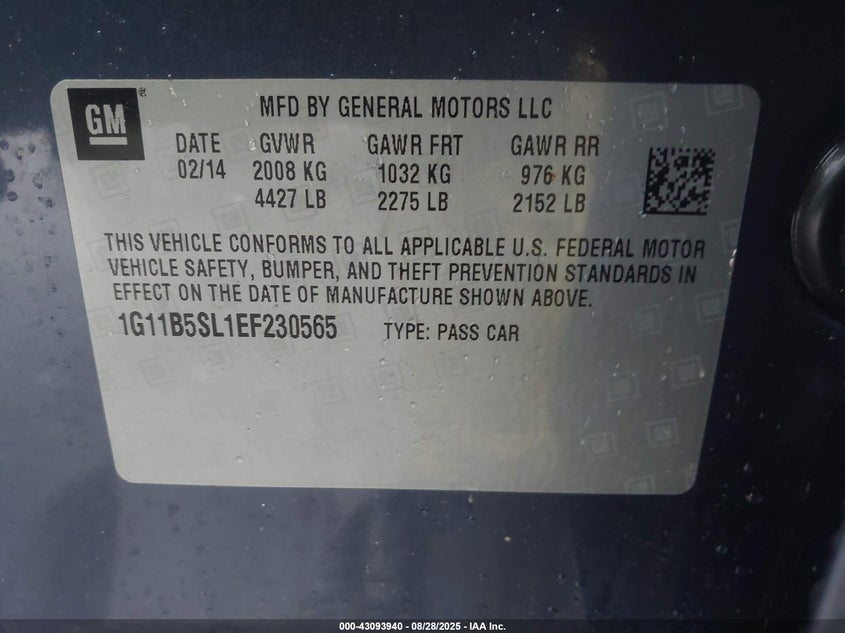 GM®
MFD BY GENERAL MOTORS LLC
DATE GVWR GAWR FRT GAWR RR
02/14 2008 KG 1032 KG 976 KG
4427 LB 2275 LB 2152 LB
THIS VEHICLE CONFORMS TO ALL APPLICABLE U.S. FEDERAL MOTOR
VEHICLE SAFETY, BUMPER, AND THEFT PREVENTION STANDARDS IN
EFFECT ON THE DATE OF MANUFACTURE SHOWN ABOVE.
1G11B5SL1EF230565 TYPE: PASS CAR
000-43093940 - 08/28/2025 - IAA Inc.